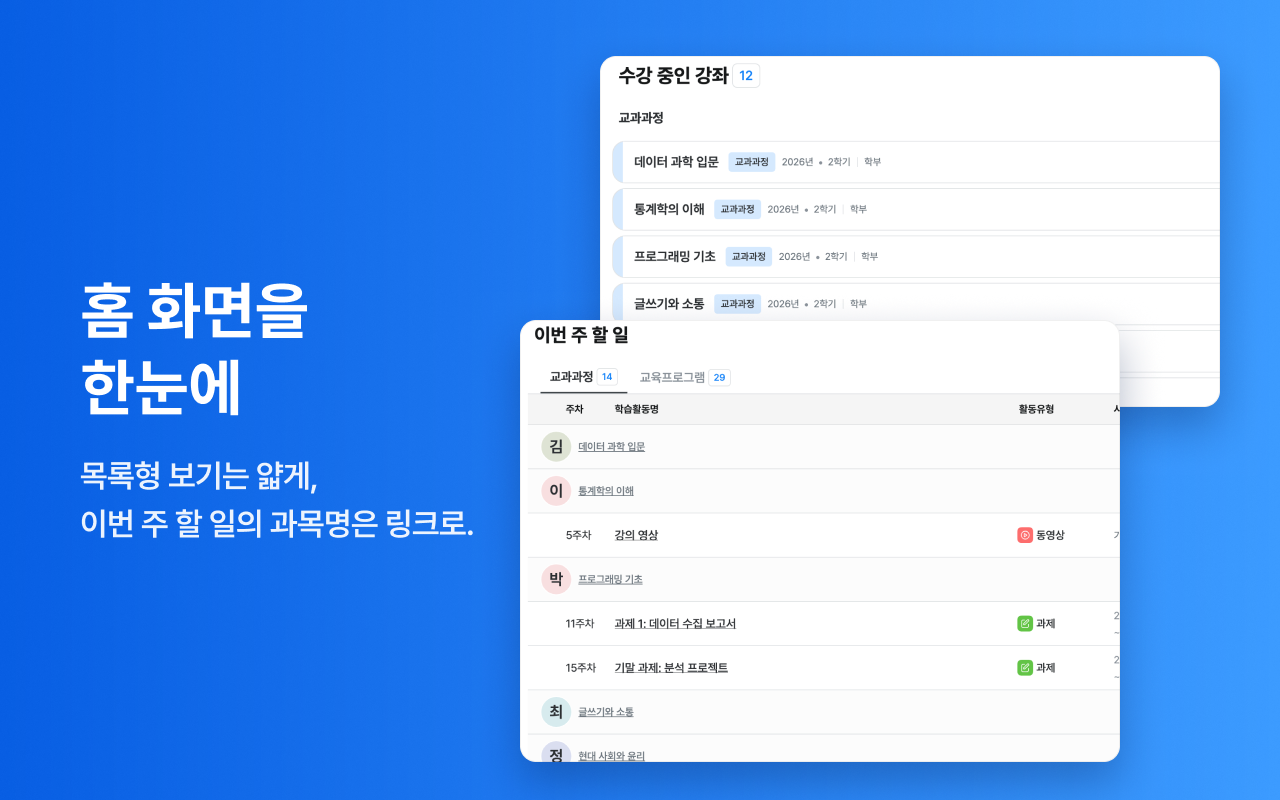 홈 화면을
한눈에
목록형 보기는 얇게,
이번 주 할 일의 과목명은 링크로.
수강 중인 강좌 12
교과과정
데이터 과학 입문 교과과정 2026년 • 2학기 | 학부
통계학의 이해 교과과정 2026년 • 2학기 | 학부
프로그래밍 기초 교과과정 2026년 • 2학기 | 학부
글쓰기와 소통 교과과정 2026년 • 2학기 | 학부
이번 주 할 일
교과과정 14 교육프로그램 29
주차 학습활동명 활동유형
김 데이터 과학 입문
이 통계학의 이해
5주차 강의 영상 동영상
박 프로그래밍 기초
11주차 과제 1: 데이터 수집 보고서 과제 2
~
15주차 기말 과제: 분석 프로젝트 과제 2
~
최 글쓰기와 소통
정 현대 사회와 윤리